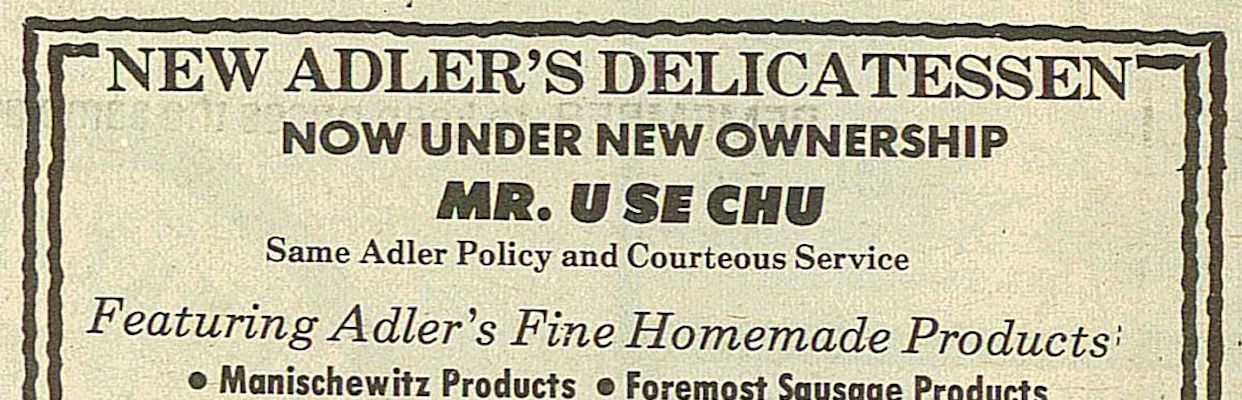 NEW ADLER'S DELICATESSEN
NOW UNDER NEW OWNERSHIP
MR. U SE CHU
Same Adler Policy and Courteous Service
Featuring Adler's Fine Homemade Products
• Manischewitz Products • Foremost Sausage Products